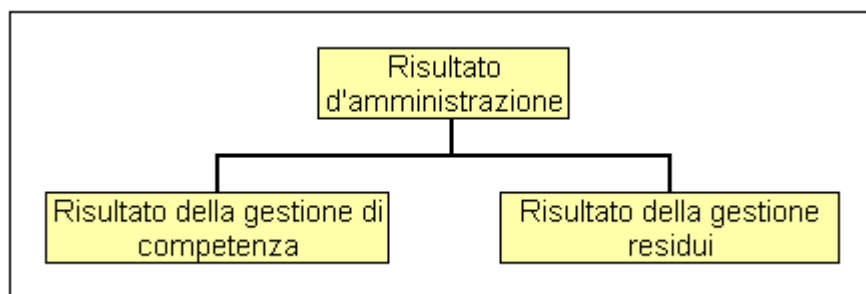 Risultato
d'amministrazione
Risultato della gestione di
competenza
Risultato della gestione
residui